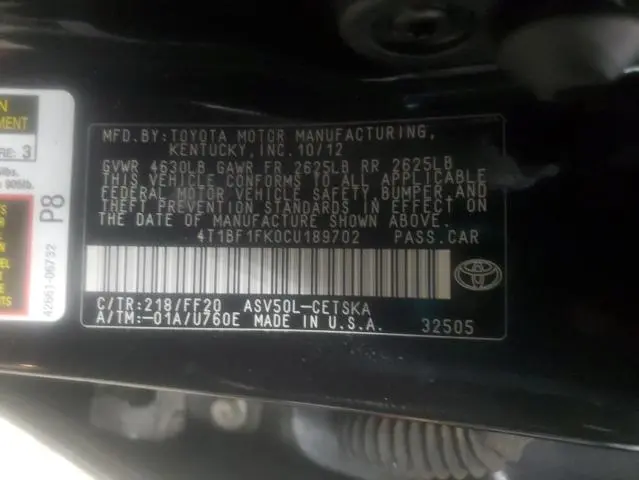 MFD.BY:TOYOTA MOTOR MANUFACTURING,
KENTUCKY,INC.10/12
GVWR 4630LB GAWR FR 2625LB RR 2625LB
THIS VEHICLE CONFORMS TO ALL APPLICABLE
FEDERAL MOTOR VEHICLE SAFETY,BUMPER,AND
THEFT PREVENTION STANDARDS IN EFFECT ON
THE DATE OF MANUFACTURE SHOWN ABOVE.
4T1BF1FK0CU189702 PASS.CAR
C/TR:218/FF20 ASV50L-CETSKA
A/TM:-01A/U760E MADE IN U.S.A.
32505
MENT
RE: 3
P8
42661-06732